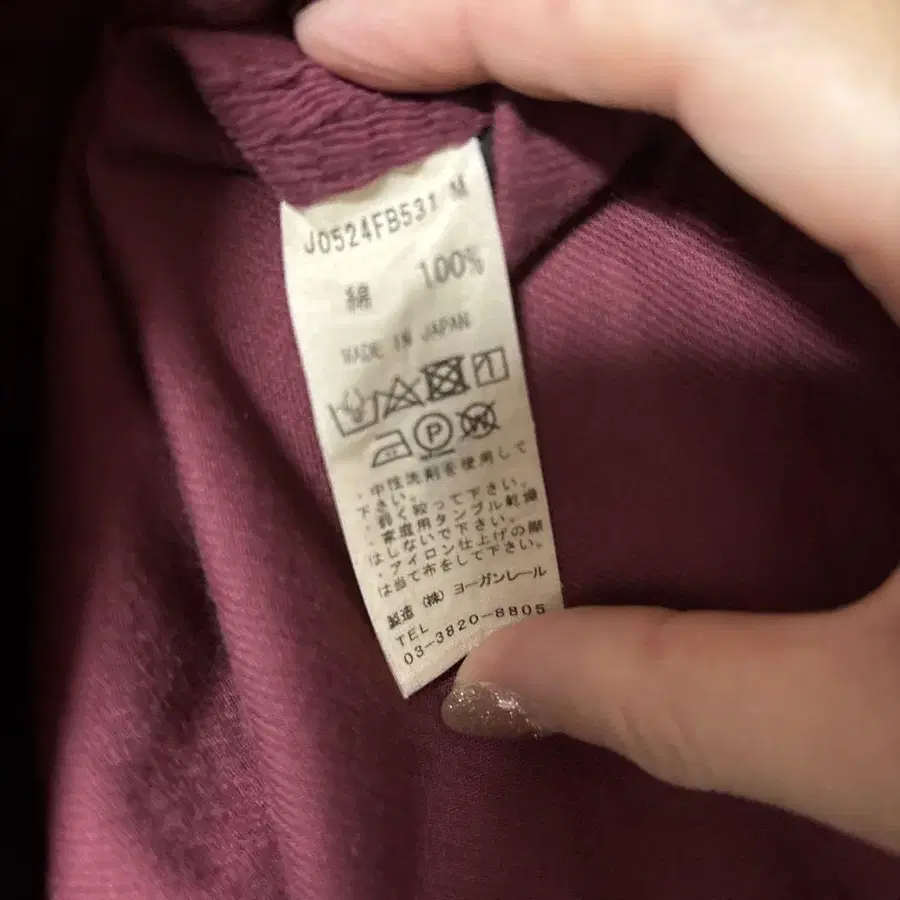 J0524FB531 M
綿 100%
MADE IN JAPAN
P W
・中性洗剤を使用して
下さい。
・弱く絞って下さい。
・家庭用タンブル乾燥
はしないで下さい。
・アイロン仕上げの際
は当て布をして下さい。
製造 (株) ヨーガンレール
TEL
03-3820-8805